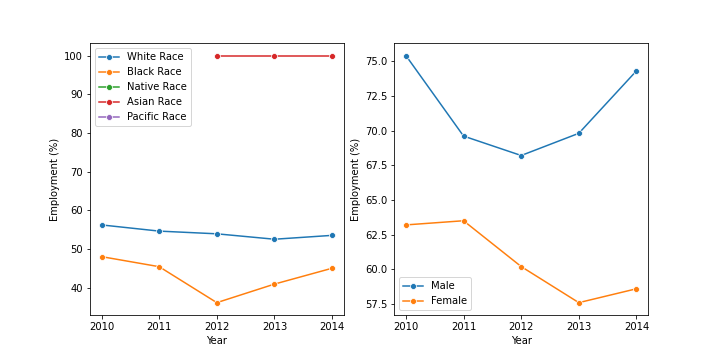 100
90
80
70
60
50
40
Employment (%)
White Race
Black Race
Native Race
Asian Race
Pacific Race
2010 2011 2012 2013 2014
Year
75.0
72.5
70.0
67.5
65.0
62.5
60.0
57.5
Employment (%)
Male
Female
2010 2011 2012 2013 2014
Year